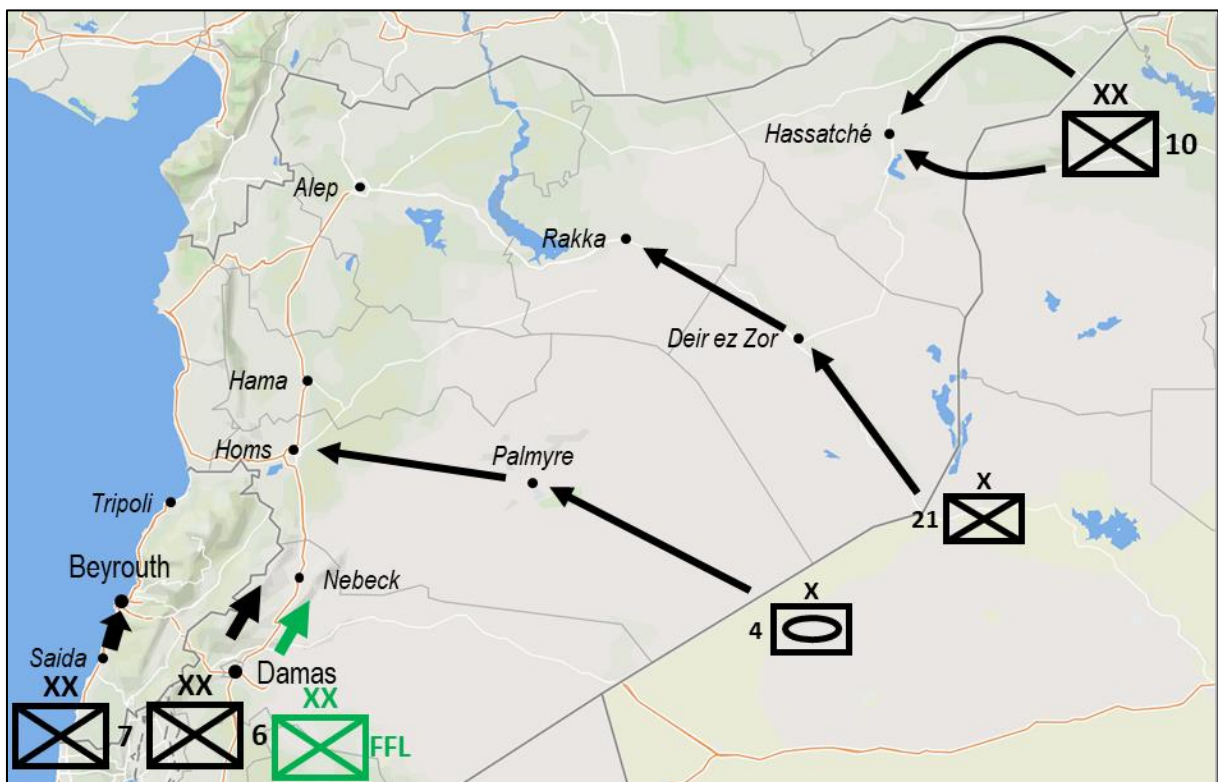 Hassatché
XX
10
Alep
Rakka
Deir ez Zor
Hama
Homs
Palmyre
X
21
Tripoli
Beyrouth
Nebeck
X
4
Saida
Damas
XX
7
XX
6
XX
FFL